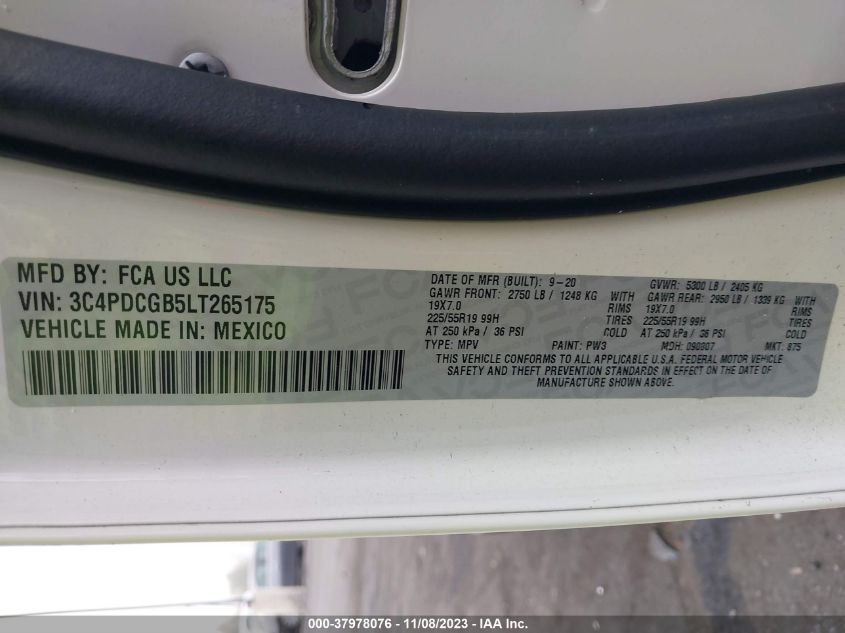 MFD BY: FCA US LLC
VIN: 3C4PDCGB5LT265175
VEHICLE MADE IN: MEXICO
DATE OF MFR (BUILT): 9-20 GVWR: 5300 LB / 2405 KG
GAWR FRONT: 2750 LB / 1248 KG WITH GAWR REAR: 2950 LB / 1339 KG WITH
19X7.0 RIMS 19X7.0 RIMS
225/55R19 99H TIRES 225/55R19 99H TIRES
AT 250 kPa / 36 PSI COLD AT 250 kPa / 36 PSI COLD
TYPE: MPV PAINT: PW3 MDH: 090807 MKT: 875
THIS VEHICLE CONFORMS TO ALL APPLICABLE U.S.A. FEDERAL MOTOR VEHICLE
SAFETY AND THEFT PREVENTION STANDARDS IN EFFECT ON THE DATE OF
MANUFACTURE SHOWN ABOVE.
000-37978076 - 11/08/2023 - IAA Inc.